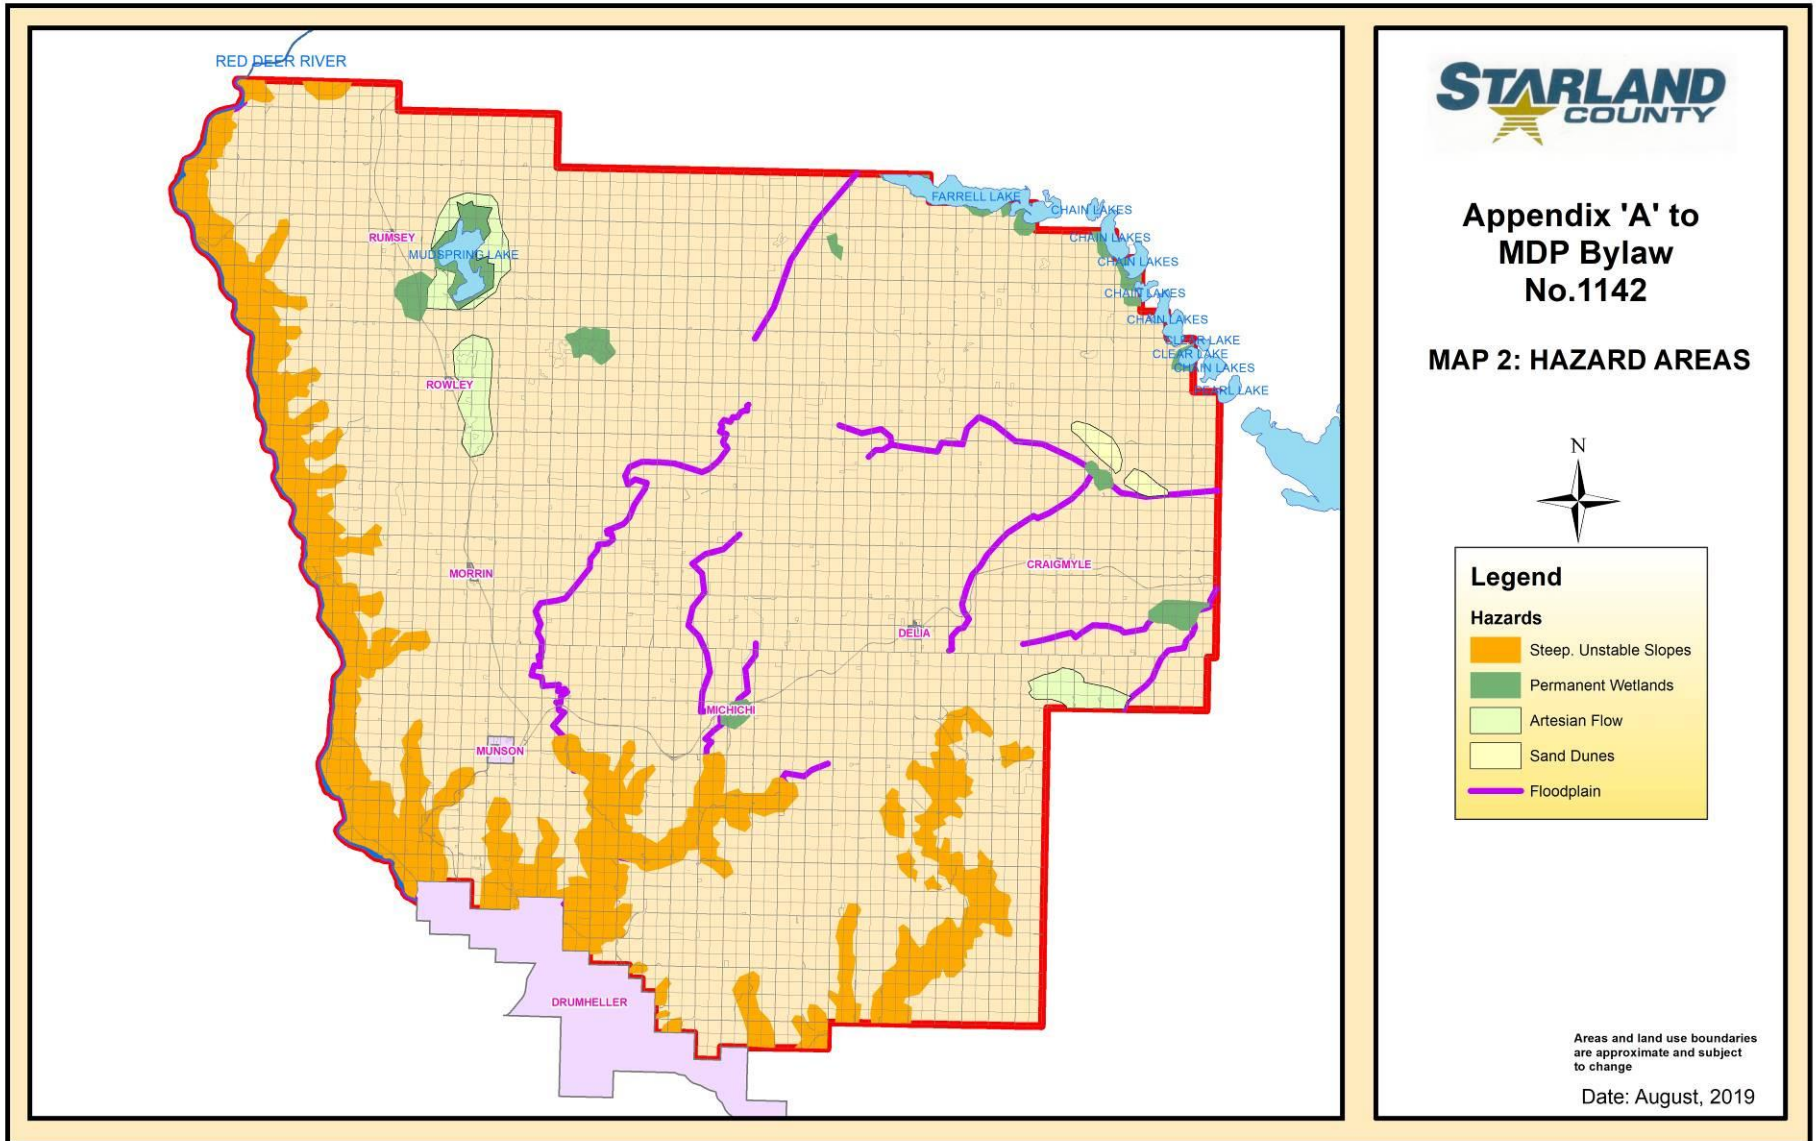 RED DEER RIVER
FARRELL LAKE
CHAIN LAKES
RUMSEY
CHAIN LAKES
MUDSPRING LAKE
CHAIN LAKES
CHAIN LAKES
CHAIN LAKES
CLEAR LAKE
CLEAR LAKE
CHAIN LAKES
ROWLEY
PEARL LAKE
CRAIGMYLE
MORRIN
DELIA
MICHICHI
MUNSON
DRUMHELLER
STARLAND
COUNTY
Appendix 'A' to
MDP Bylaw
No.1142
MAP 2: HAZARD AREAS
N
Legend
Hazards
Steep. Unstable Slopes
Permanent Wetlands
Artesian Flow
Sand Dunes
Floodplain
Areas and land use boundaries
are approximate and subject
to change
Date: August, 2019